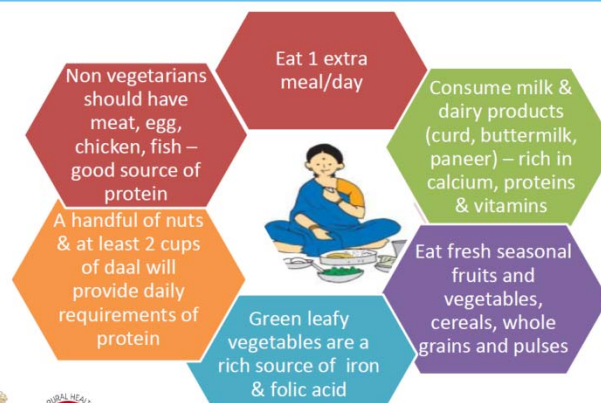 Eat 1 extra
meal/day
Consume milk &
dairy products
(curd, buttermilk,
paneer) – rich in
calcium, proteins
& vitamins
Eat fresh seasonal
fruits and
vegetables,
cereals, whole
grains and pulses
Green leafy
vegetables are a
rich source of iron
& folic acid
A handful of nuts
& at least 2 cups
of daal will
provide daily
requirements of
protein
Non vegetarians
should have
meat, egg,
chicken, fish –
good source of
protein